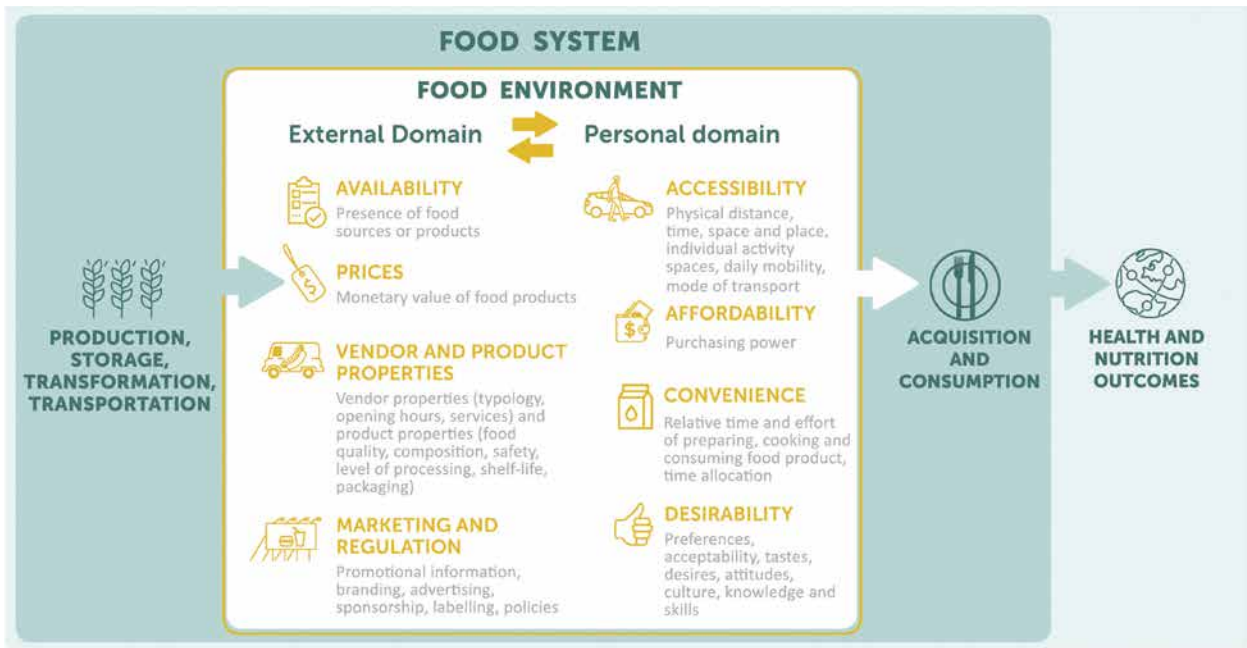 FOOD SYSTEM
FOOD ENVIRONMENT
External Domain
Personal domain
PRODUCTION,
STORAGE,
TRANSFORMATION,
TRANSPORTATION
AVAILABILITY
Presence of food
sources or products
PRICES
Monetary value of food products
VENDOR AND PRODUCT
PROPERTIES
Vendor properties (typology,
opening hours, services) and
product properties (food
quality, composition, safety,
level of processing, shelf-life,
packaging)
MARKETING AND
REGULATION
Promotional information,
branding, advertising,
sponsorship, labelling, policies
ACCESSIBILITY
Physical distance,
time, space and place,
individual activity
spaces, daily mobility,
mode of transport
AFFORDABILITY
Purchasing power
CONVENIENCE
Relative time and effort
of preparing, cooking and
consuming food product,
time allocation
DESIRABILITY
Preferences,
acceptability, tastes,
desires, attitudes,
culture, knowledge and
skills
ACQUISITION
AND
CONSUMPTION
HEALTH AND
NUTRITION
OUTCOMES